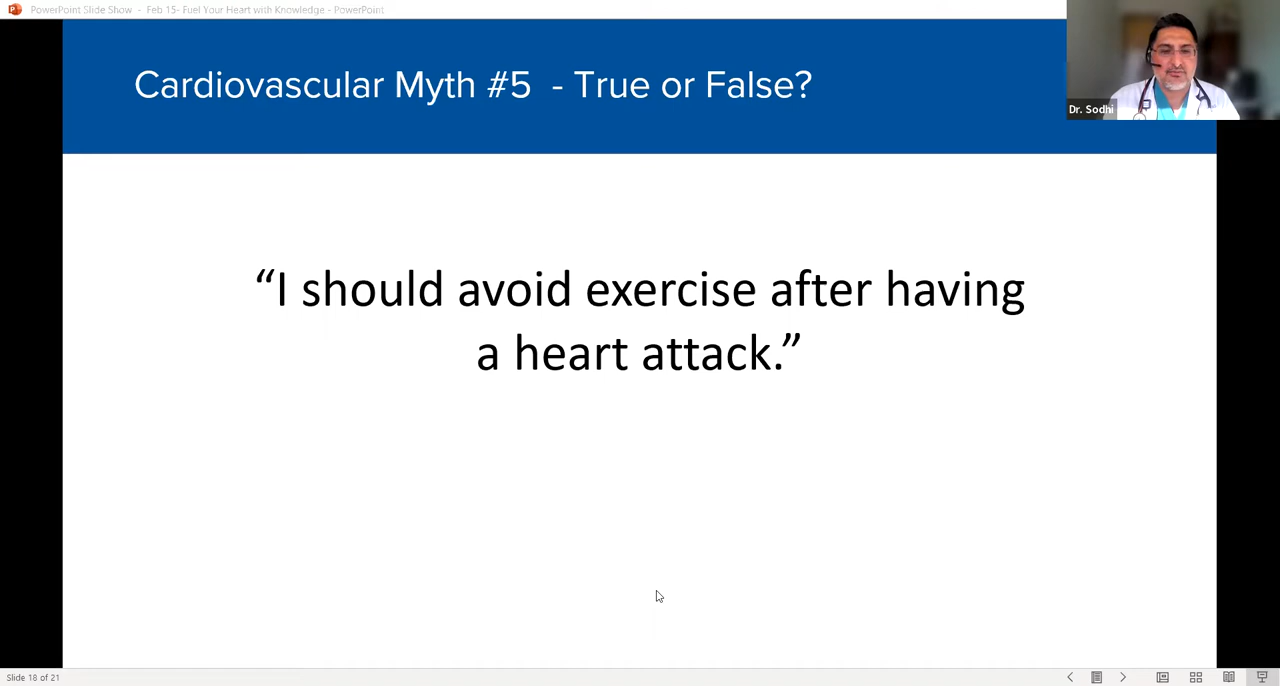 PowerPoint Slide Show - Feb 15- Fuel Your Heart with Knowledge - PowerPoint
Cardiovascular Myth #5 - True or False?
Dr. Sodhi
“I should avoid exercise after having
a heart attack.”
Slide 18 of 21